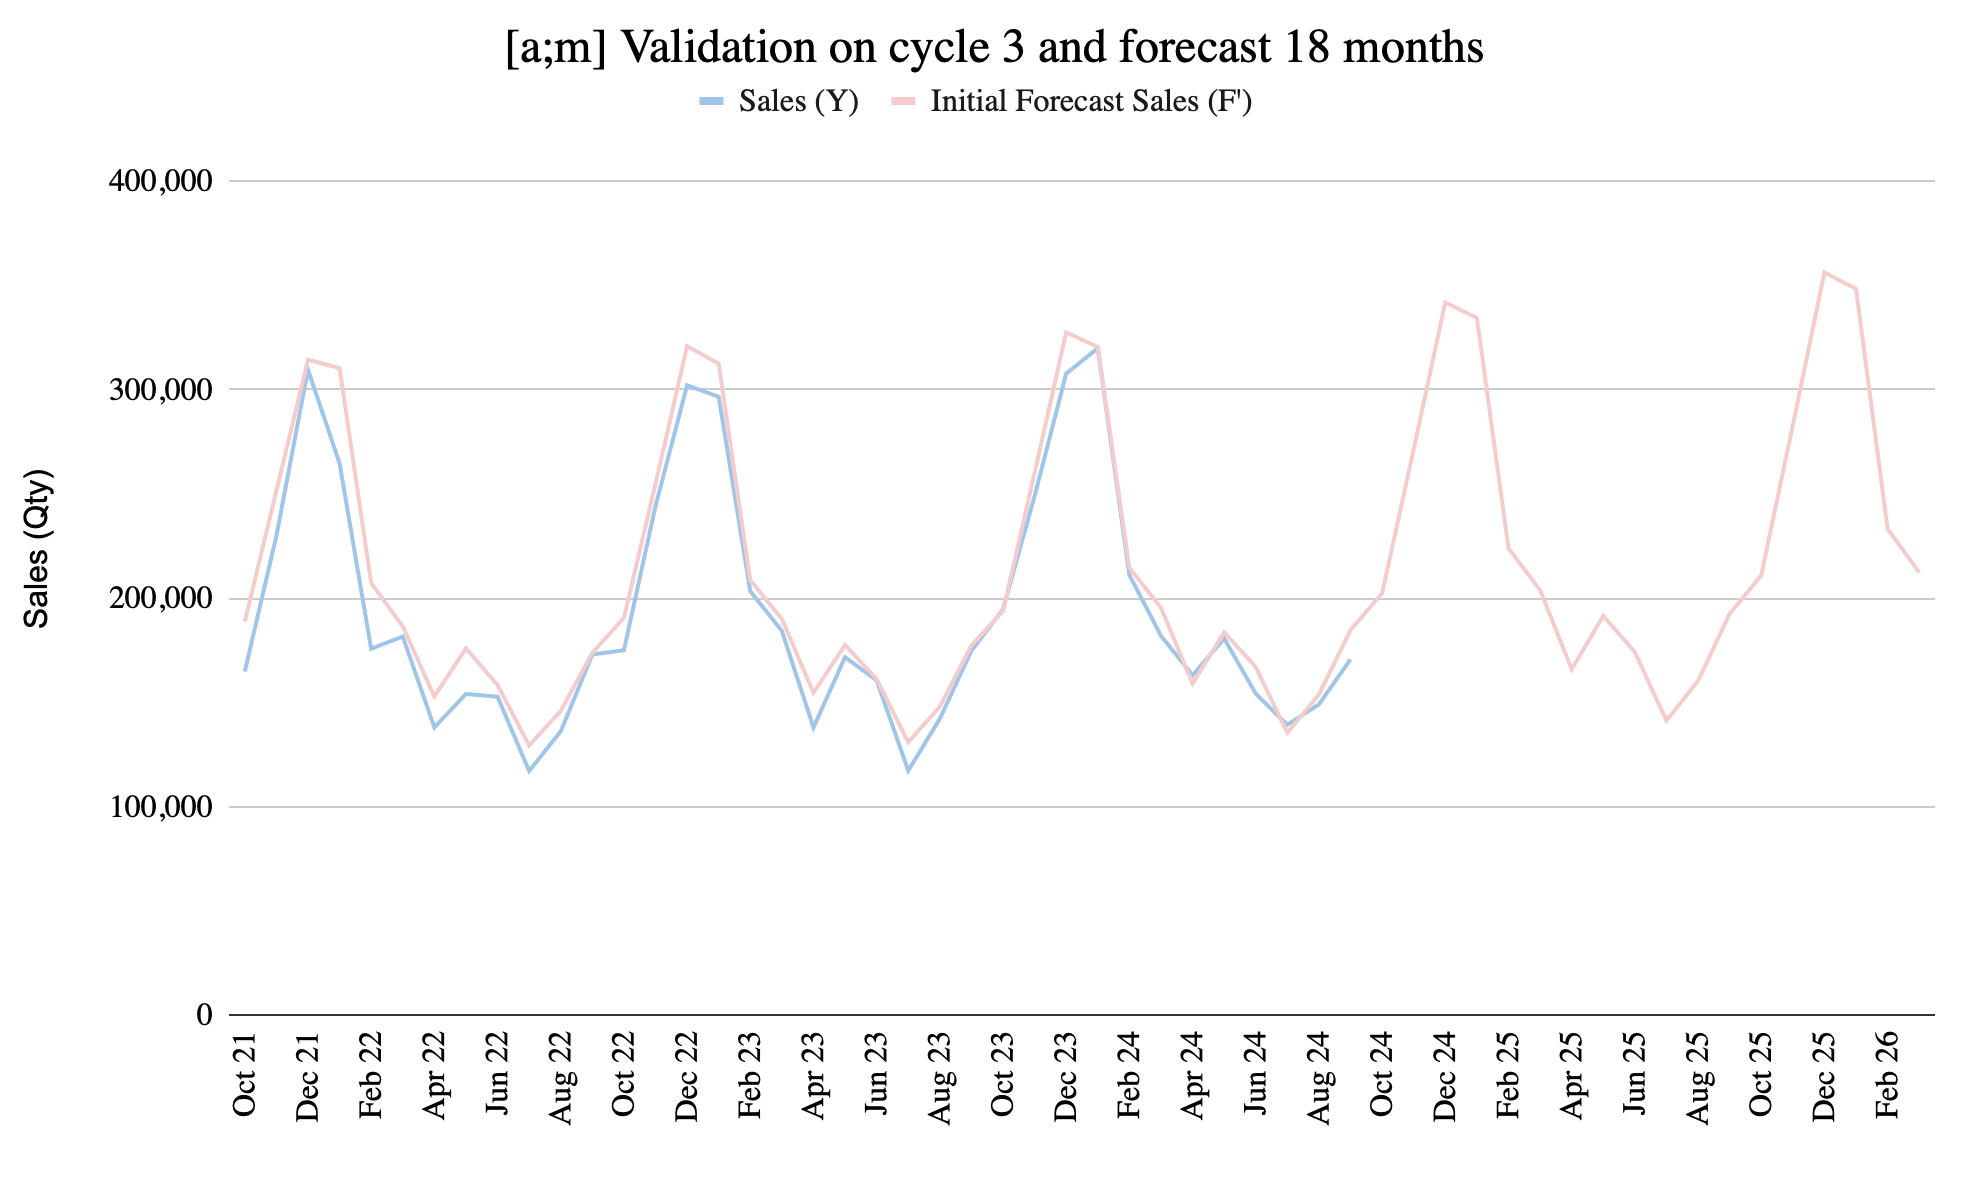 [a;m] Validation on cycle 3 and forecast 18 months
Sales (Y)
Initial Forecast Sales (F')
Sales (Qty)
400,000
300,000
200,000
100,000
0
Oct 21
Dec 21
Feb 22
Apr 22
Jun 22
Aug 22
Oct 22
Dec 22
Feb 23
Apr 23
Jun 23
Aug 23
Oct 23
Dec 23
Feb 24
Apr 24
Jun 24
Aug 24
Oct 24
Dec 24
Feb 25
Apr 25
Jun 25
Aug 25
Oct 25
Dec 25
Feb 26